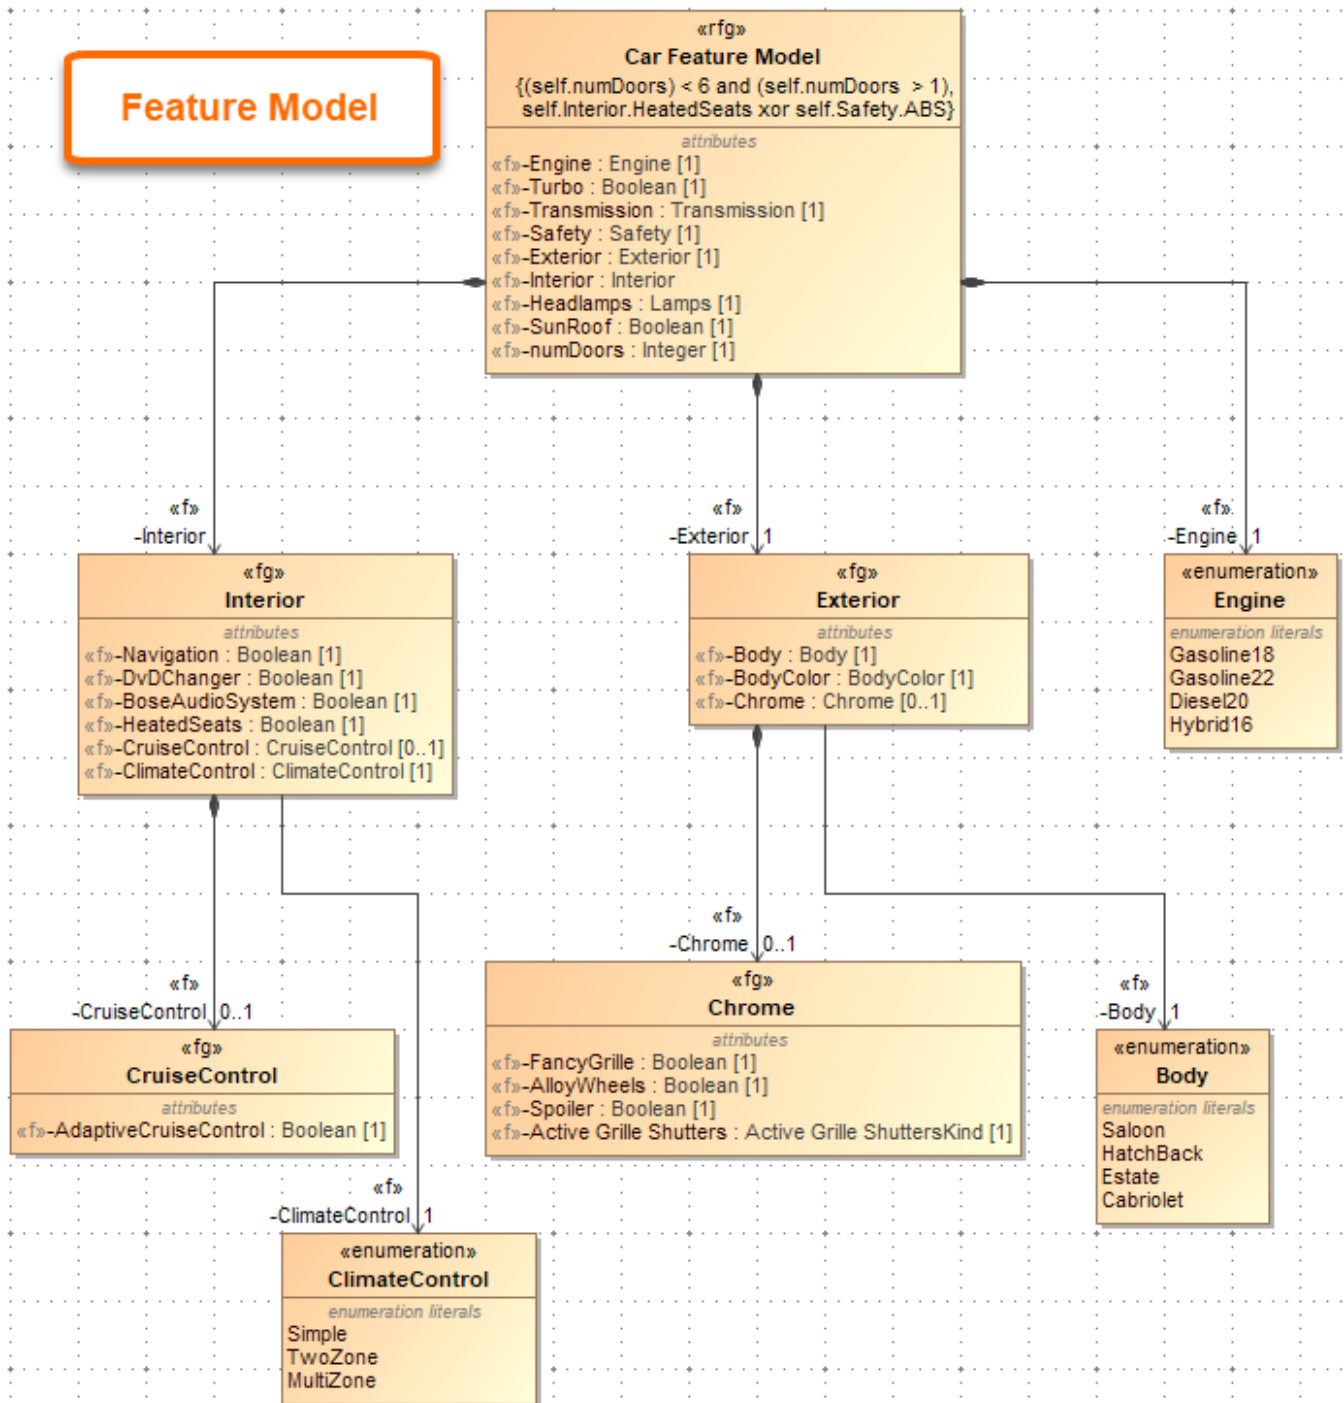 Feature Model
«rfg»
Car Feature Model
{(self.numDoors) < 6 and (self.numDoors > 1),
self.Interior.HeatedSeats xor self.Safety.ABS}
attributes
«f»-Engine : Engine [1]
«f»-Turbo : Boolean [1]
«f»-Transmission : Transmission [1]
«f»-Safety : Safety [1]
«f»-Exterior : Exterior [1]
«f»-Interior : Interior
«f»-Headlamps : Lamps [1]
«f»-SunRoof : Boolean [1]
«f»-numDoors : Integer [1]
«f»
-Interior
«f»
-Exterior 1
«f»
-Engine 1
«fg»
Interior
attributes
«f»-Navigation : Boolean [1]
«f»-DvDChanger : Boolean [1]
«f»-BoseAudioSystem : Boolean [1]
«f»-HeatedSeats : Boolean [1]
«f»-CruiseControl : CruiseControl [0..1]
«f»-ClimateControl : ClimateControl [1]
«fg»
Exterior
attributes
«f»-Body : Body [1]
«f»-BodyColor : BodyColor [1]
«f»-Chrome : Chrome [0..1]
«enumeration»
Engine
enumeration literals
Gasoline18
Gasoline22
Diesel20
Hybrid16
«f»
-CruiseControl 0..1
«f»
-Chrome 0..1
«f»
-Body 1
«fg»
CruiseControl
attributes
«f»-AdaptiveCruiseControl : Boolean [1]
«fg»
Chrome
attributes
«f»-FancyGrille : Boolean [1]
«f»-AlloyWheels : Boolean [1]
«f»-Spoiler : Boolean [1]
«f»-Active Grille Shutters : Active Grille ShuttersKind [1]
«enumeration»
Body
enumeration literals
Saloon
HatchBack
Estate
Cabriolet
«f»
-ClimateControl 1
«enumeration»
ClimateControl
enumeration literals
Simple
TwoZone
MultiZone